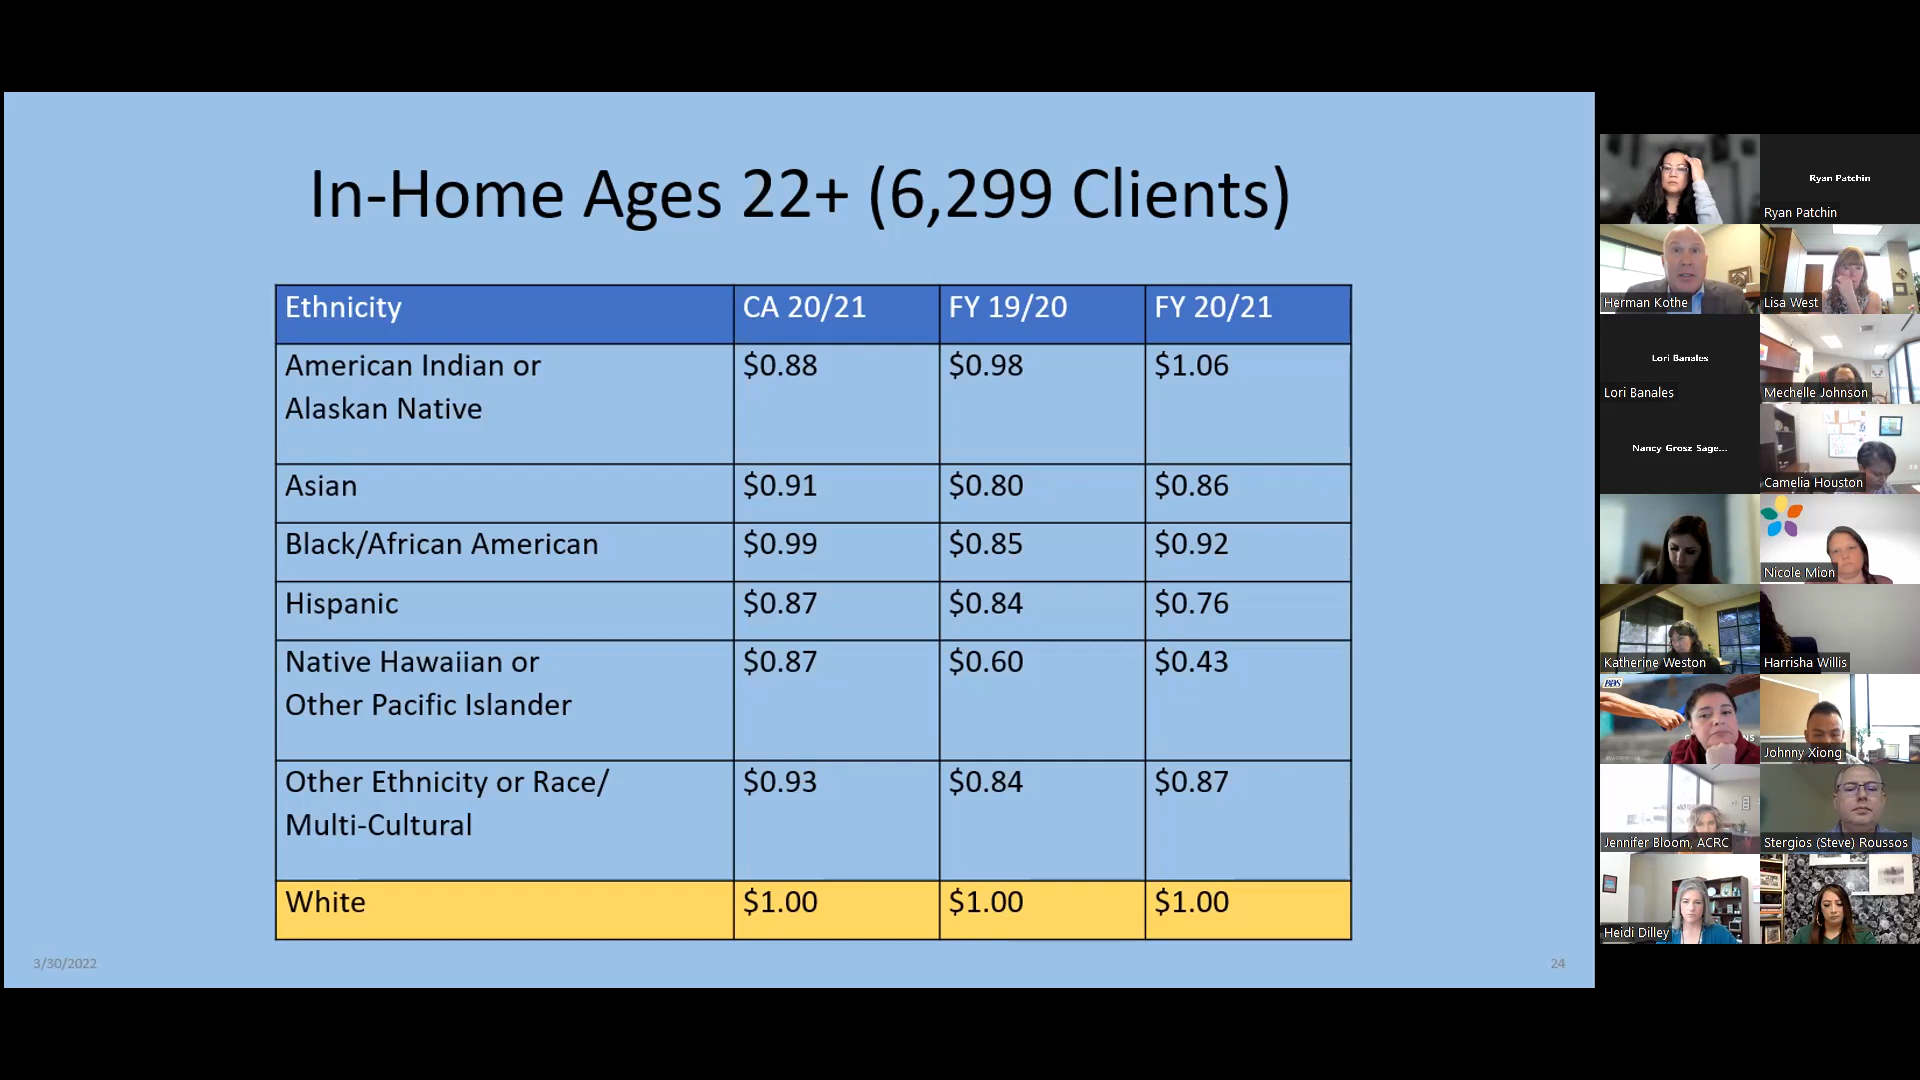 In-Home Ages 22+ (6,299 Clients)
Ethnicity CA 20/21 FY 19/20 FY 20/21
American Indian or $0.88 $0.98 $1.06
Alaskan Native
Asian $0.91 $0.80 $0.86
Black/African American $0.99 $0.85 $0.92
Hispanic $0.87 $0.84 $0.76
Native Hawaiian or $0.87 $0.60 $0.43
Other Pacific Islander
Other Ethnicity or Race/ $0.93 $0.84 $0.87
Multi-Cultural
White $1.00 $1.00 $1.00
3/30/2022
24
Ryan Patchin
Ryan Patchin
Herman Kothe
Lisa West
Lori Banales
Lori Banales
Mechelle Johnson
Nancy Grosz Sage...
Camelia Houston
Nicole Mion
Katherine Weston
Harrisha Willis
BBS
Johnny Xiong
Jennifer Bloom, ACRC
Stergios (Steve) Roussos
Heidi Dilley